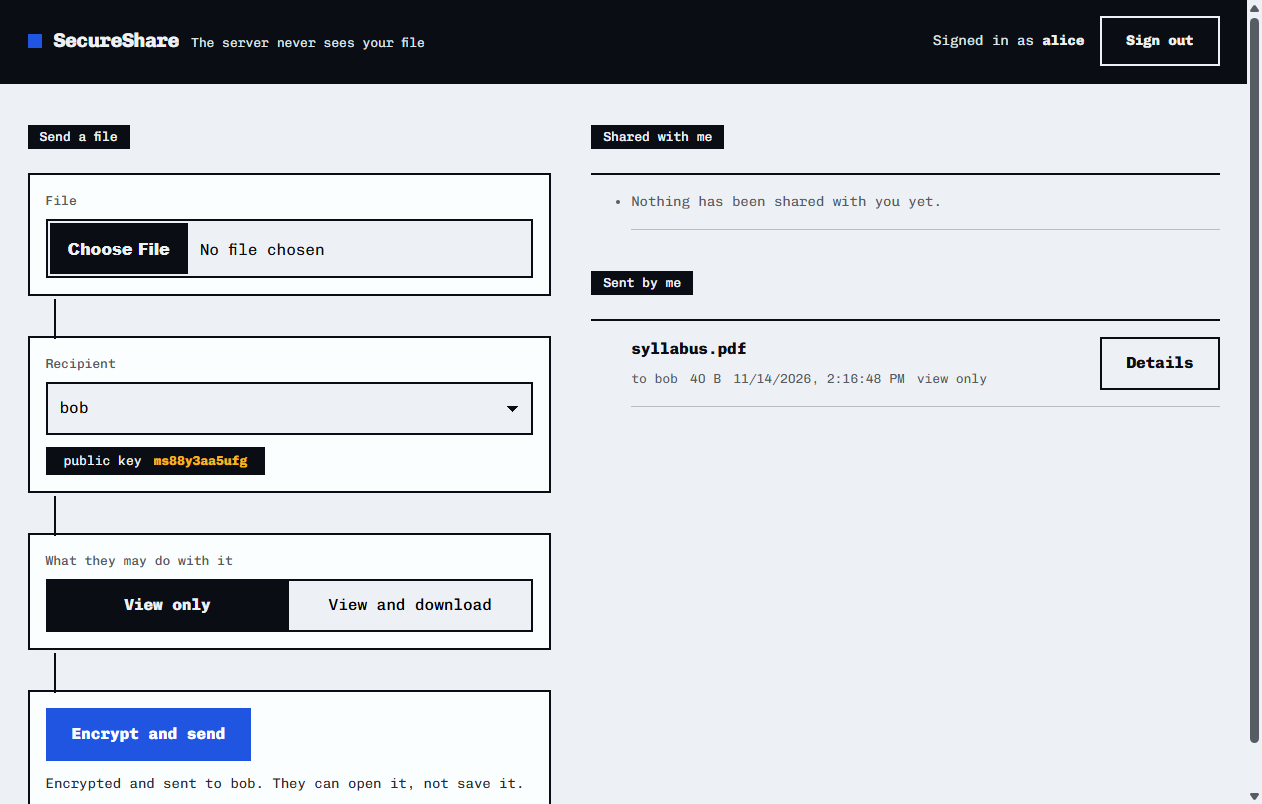 SecureShare The server never sees your file
Signed in as alice
Sign out
Send a file
File
Choose File No file chosen
Recipient
bob
public key ms88y3aa5ufg
What they may do with it
View only
View and download
Encrypt and send
Encrypted and sent to bob. They can open it, not save it.
Shared with me
Nothing has been shared with you yet.
Sent by me
syllabus.pdf
to bob 40 B 11/14/2026, 2:16:48 PM view only
Details